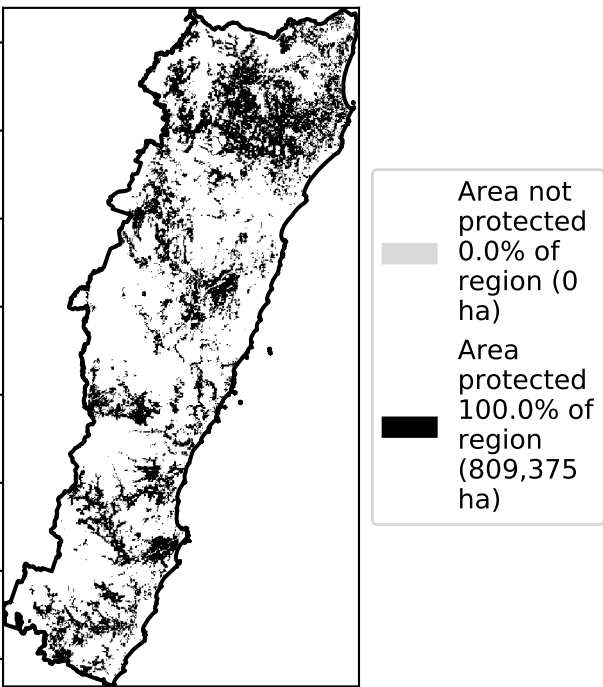 Area not
protected
0.0% of
region (0
ha)
Area
protected
100.0% of
region
(809,375
ha)